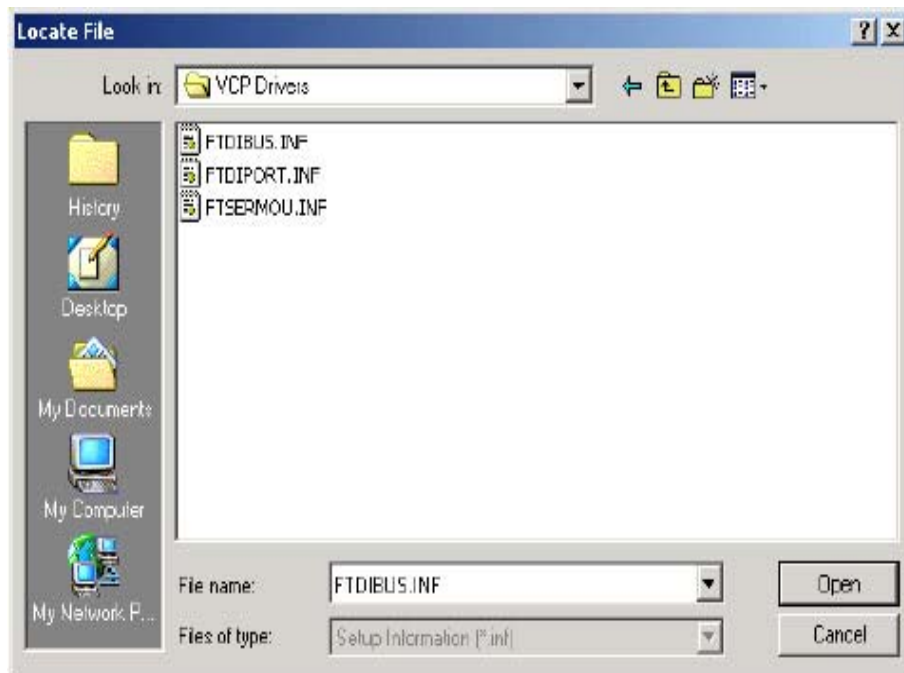 Locate File
Look in:
VCP Drivers
FTDIBUS.INF
FTDIPORT.INF
FTSERMOU.INF
History
Desktop
My Documents
My Computer
My Network P...
File name:
FTDIBUS.INF
Open
Files of type:
Setup Information (*.inf)
Cancel